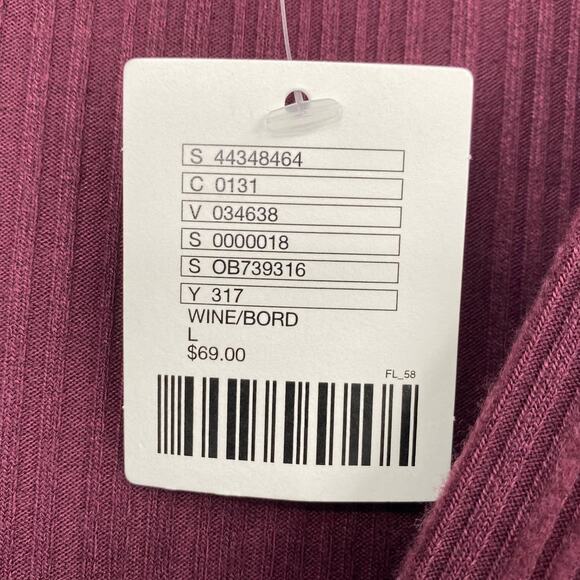 S 44348464
C 0131
V 034638
S 0000018
S OB739316
Y 317
WINE/BORD
L
$69.00
FL_58